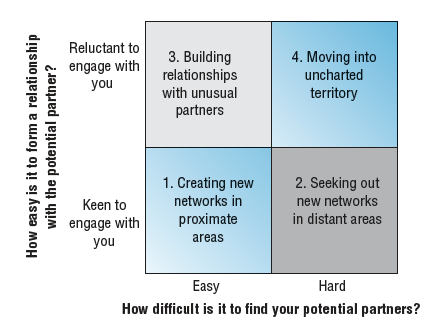 How easy is it to form a relationship
with the potential partner?
Reluctant to
engage with
you
3. Building
relationships
with unusual
partners
4. Moving into
uncharted
territory
Keen to
engage with
you
1. Creating new
networks in
proximate
areas
2. Seeking out
new networks
in distant areas
Easy
Hard
How difficult is it to find your potential partners?